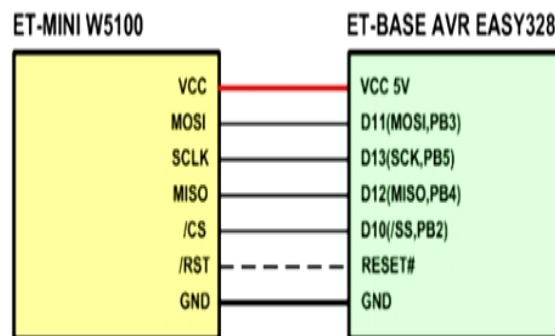 ET-MINI W5100 ET-BASE AVR EASY328
VCC VCC 5V
MOSI D11(MOSI,PB3)
SCLK D13(SCK,PB5)
MISO D12(MISO,PB4)
/CS D10(/SS,PB2)
/RST RESET#
GND GND